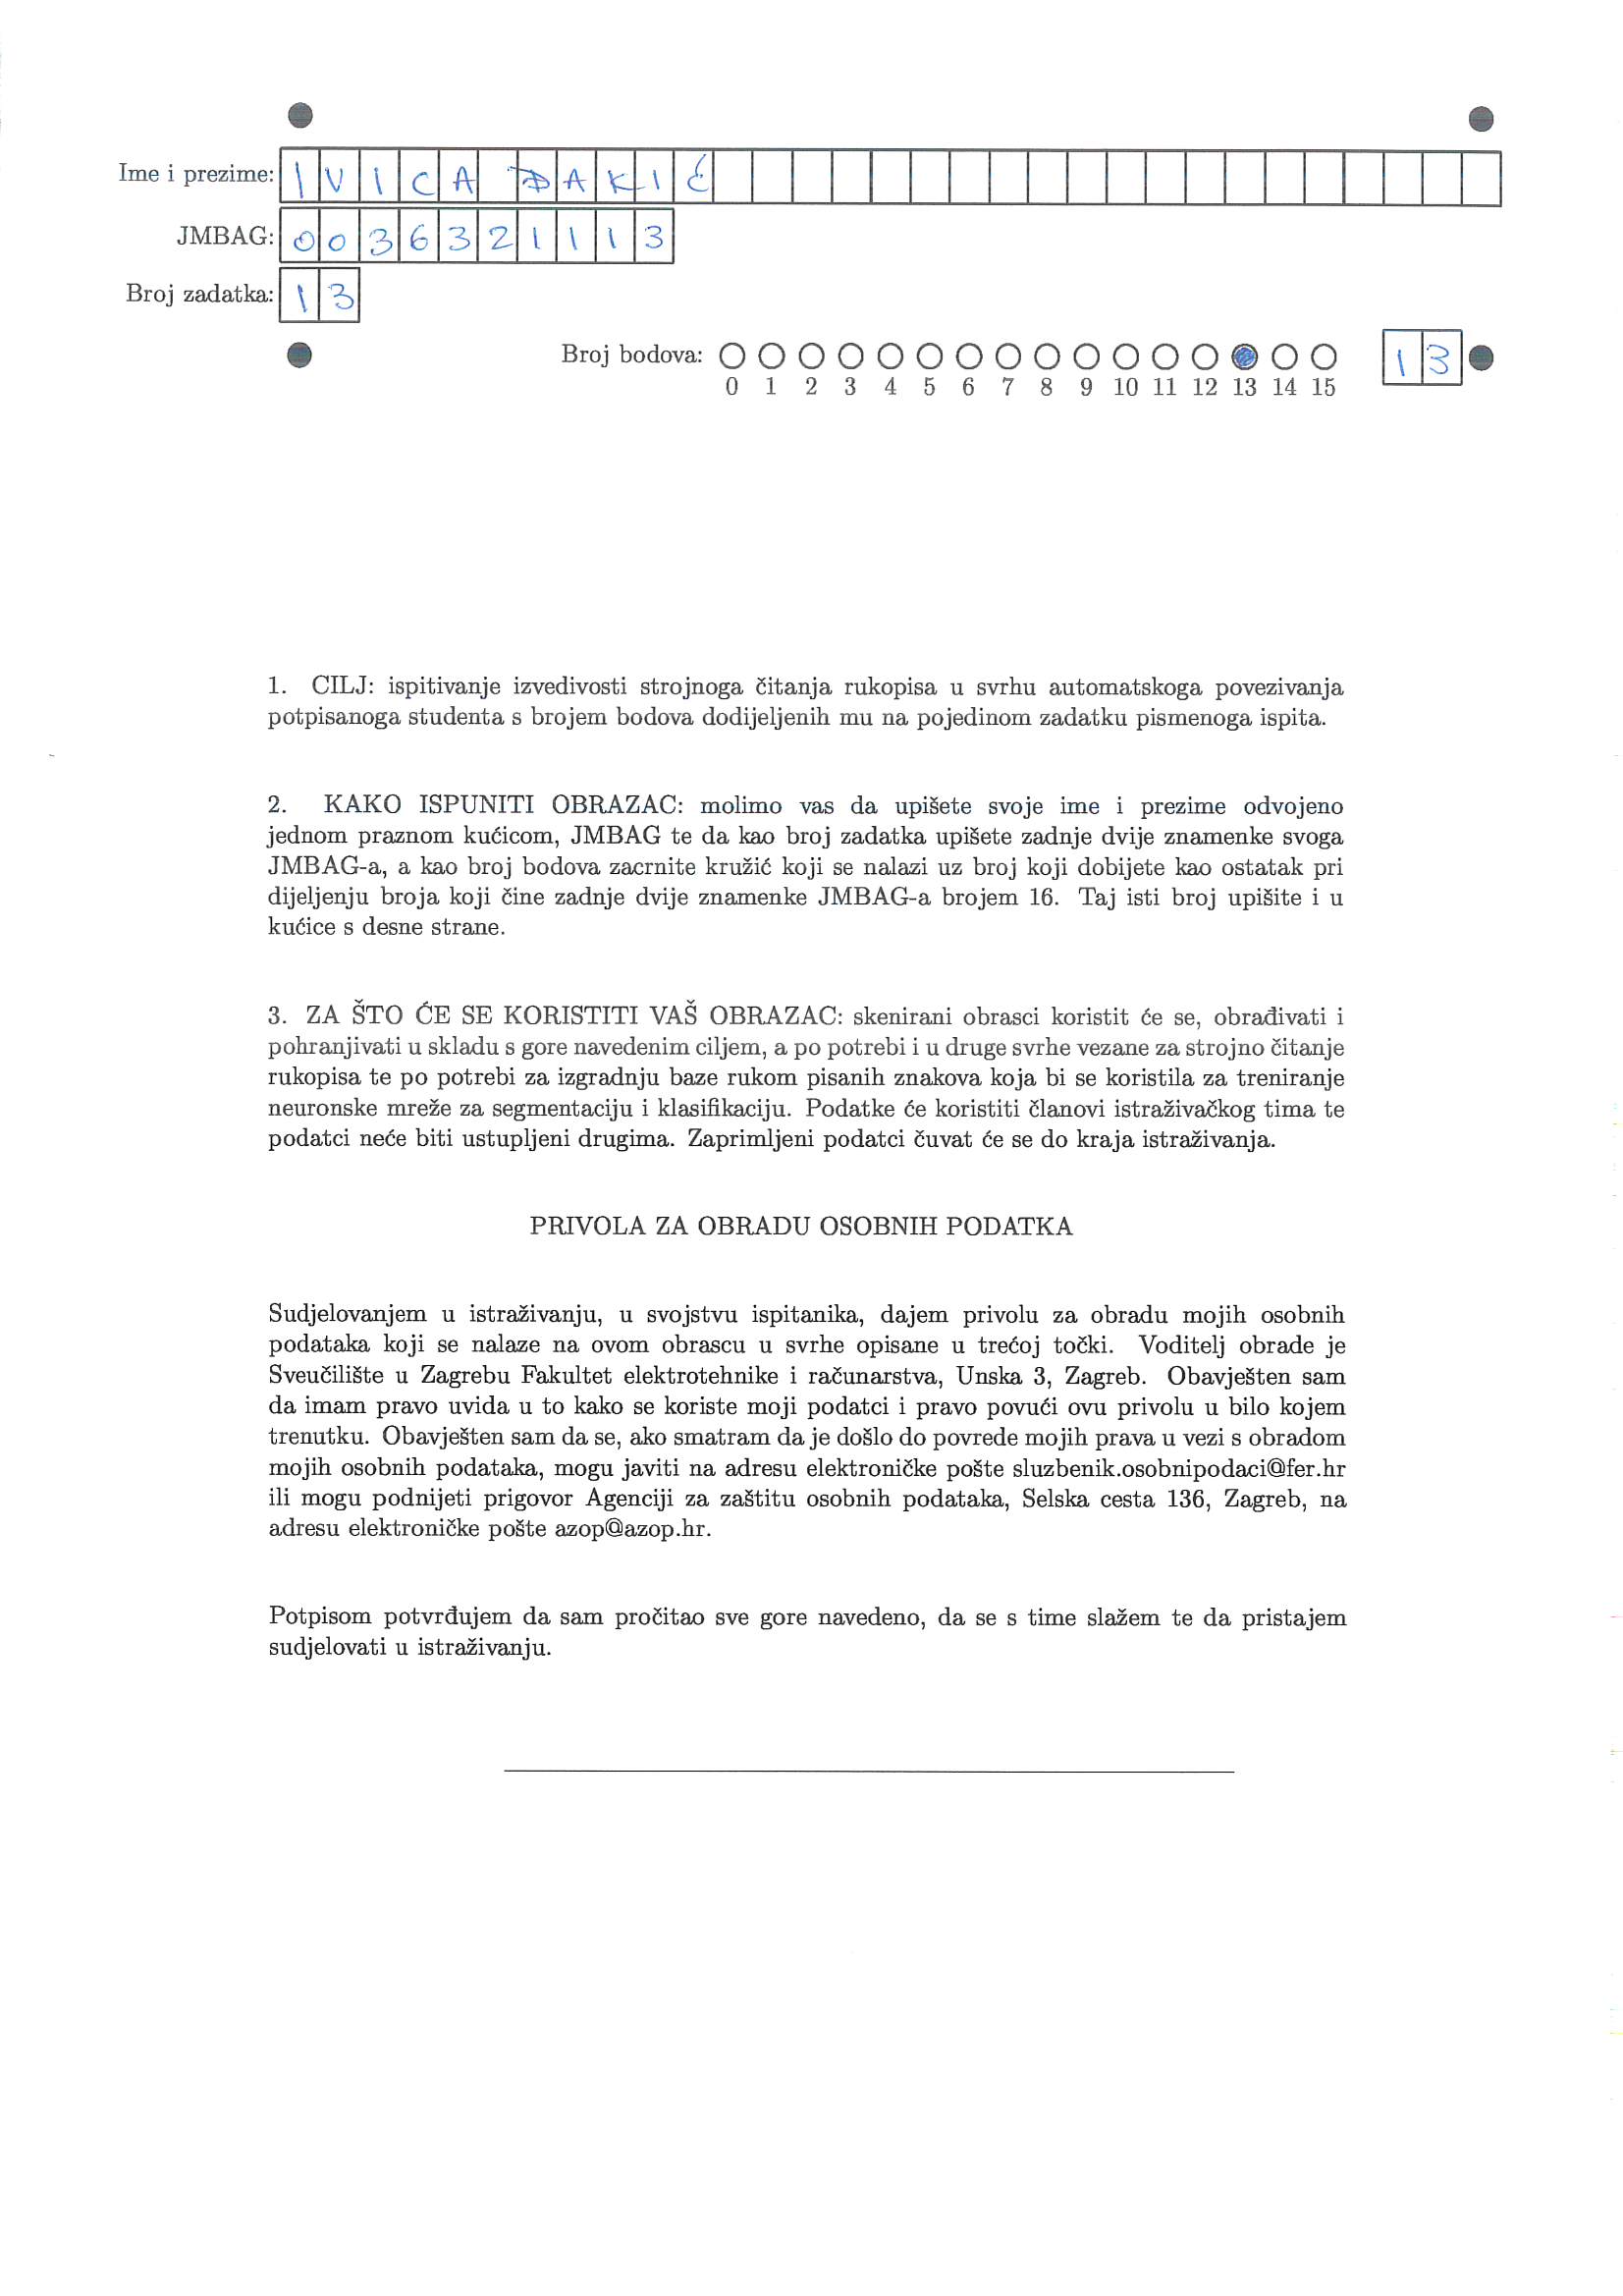 Ime i prezime: IVICA ĐAKIĆ
JMBAG: 0036321113
Broj zadatka: 13
Broj bodova: 13
0 1 2 3 4 5 6 7 8 9 10 11 12 13 14 15
1. CILJ: ispitivanje izvedivosti strojnoga čitanja rukopisa u svrhu automatskoga povezivanja
potpisanoga studenta s brojem bodova dodijeljenih mu na pojedinom zadatku pismenoga ispita.
2. KAKO ISPUNITI OBRAZAC: molimo vas da upišete svoje ime i prezime odvojeno
jednom praznom kućicom, JMBAG te da kao broj zadatka upišete zadnje dvije znamenke svoga
JMBAG-a, a kao broj bodova zacrnite kružić koji se nalazi uz broj koji dobijete kao ostatak pri
dijeljenju broja koji čine zadnje dvije znamenke JMBAG-a brojem 16. Taj isti broj upišite i u
kućice s desne strane.
3. ZA ŠTO ĆE SE KORISTITI VAŠ OBRAZAC: skenirani obrasci koristit će se, obrađivati i
pohranjivati u skladu s gore navedenim ciljem, a po potrebi i u druge svrhe vezane za strojno čitanje
rukopisa te po potrebi za izgradnju baze rukom pisanih znakova koja bi se koristila za treniranje
neuronske mreže za segmentaciju i klasifikaciju. Podatke će koristiti članovi istraživačkog tima te
podatci neće biti ustupljeni drugima. Zaprimljeni podatci čuvat će se do kraja istraživanja.
PRIVOLA ZA OBRADU OSOBNIH PODATKA
Sudjelovanjem u istraživanju, u svojstvu ispitanika, dajem privolu za obradu mojih osobnih
podataka koji se nalaze na ovom obrascu u svrhe opisane u trećoj točki. Voditelj obrade je
Sveučilište u Zagrebu Fakultet elektrotehnike i računarstva, Unska 3, Zagreb. Obavješten sam
da imam pravo uvida u to kako se koriste moji podatci i pravo povući ovu privolu u bilo kojem
trenutku. Obavješten sam da se, ako smatram da je došlo do povrede mojih prava u vezi s obradom
mojih osobnih podataka, mogu javiti na adresu elektroničke pošte sluzbenik.osobnipodaci@fer.hr
ili mogu podnijeti prigovor Agenciji za zaštitu osobnih podataka, Selska cesta 136, Zagreb, na
adresu elektroničke pošte azop@azop.hr.
Potpisom potvrđujem da sam pročitao sve gore navedeno, da se s time slažem te da pristajem
sudjelovati u istraživanju.